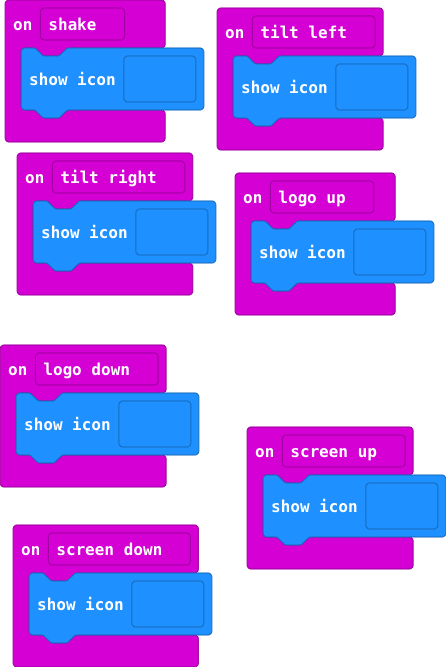 on shake
show icon
on tilt left
show icon
on tilt right
show icon
on logo up
show icon
on logo down
show icon
on screen up
show icon
on screen down
show icon